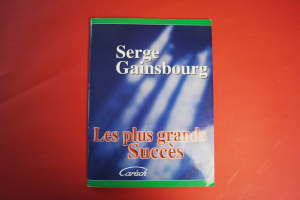 Serge
Gainsbourg
Les plus grands
Succès
Carisch